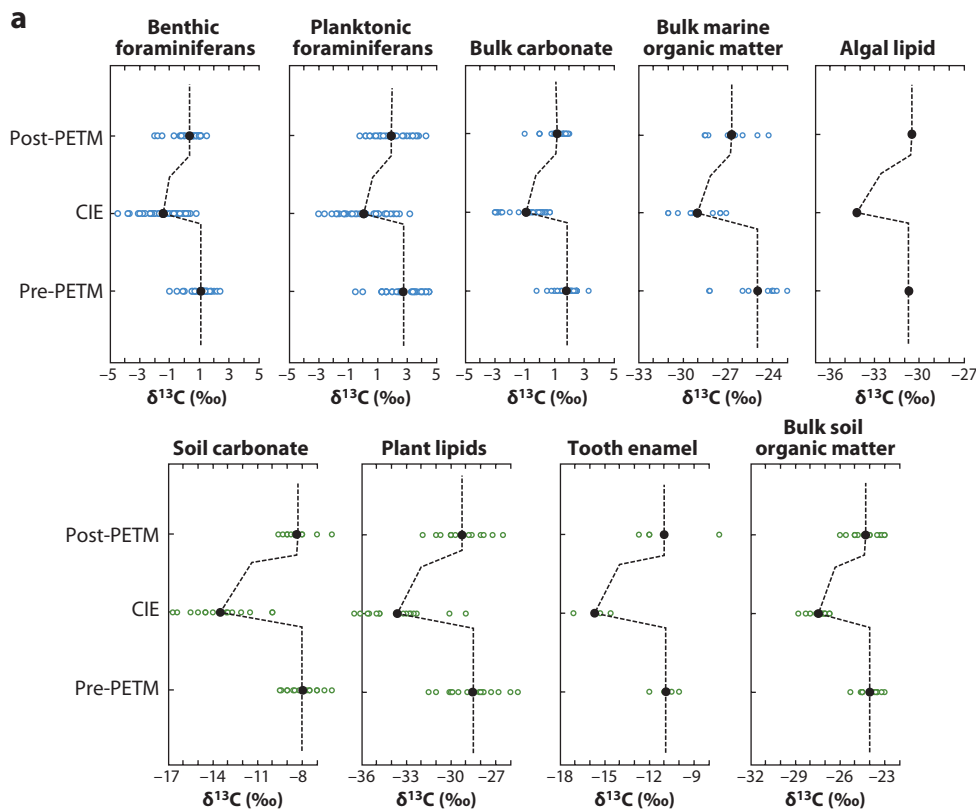 a
Benthic
foraminiferans
Planktonic
foraminiferans
Bulk carbonate
Bulk marine
organic matter
Algal lipid
Post-PETM
CIE
Pre-PETM
−5 −3 −1 1 3 5
−5 −3 −1 1 3 5
−5 −3 −1 1 3 5
−33 −30 −27 −24
−36 −33 −30 −27
δ¹³C (‰)
δ¹³C (‰)
δ¹³C (‰)
δ¹³C (‰)
δ¹³C (‰)
Soil carbonate
Plant lipids
Tooth enamel
Bulk soil
organic matter
Post-PETM
CIE
Pre-PETM
−17 −14 −11 −8
−36 −33 −30 −27
−18 −15 −12 −9
−32 −29 −26 −23
δ¹³C (‰)
δ¹³C (‰)
δ¹³C (‰)
δ¹³C (‰)